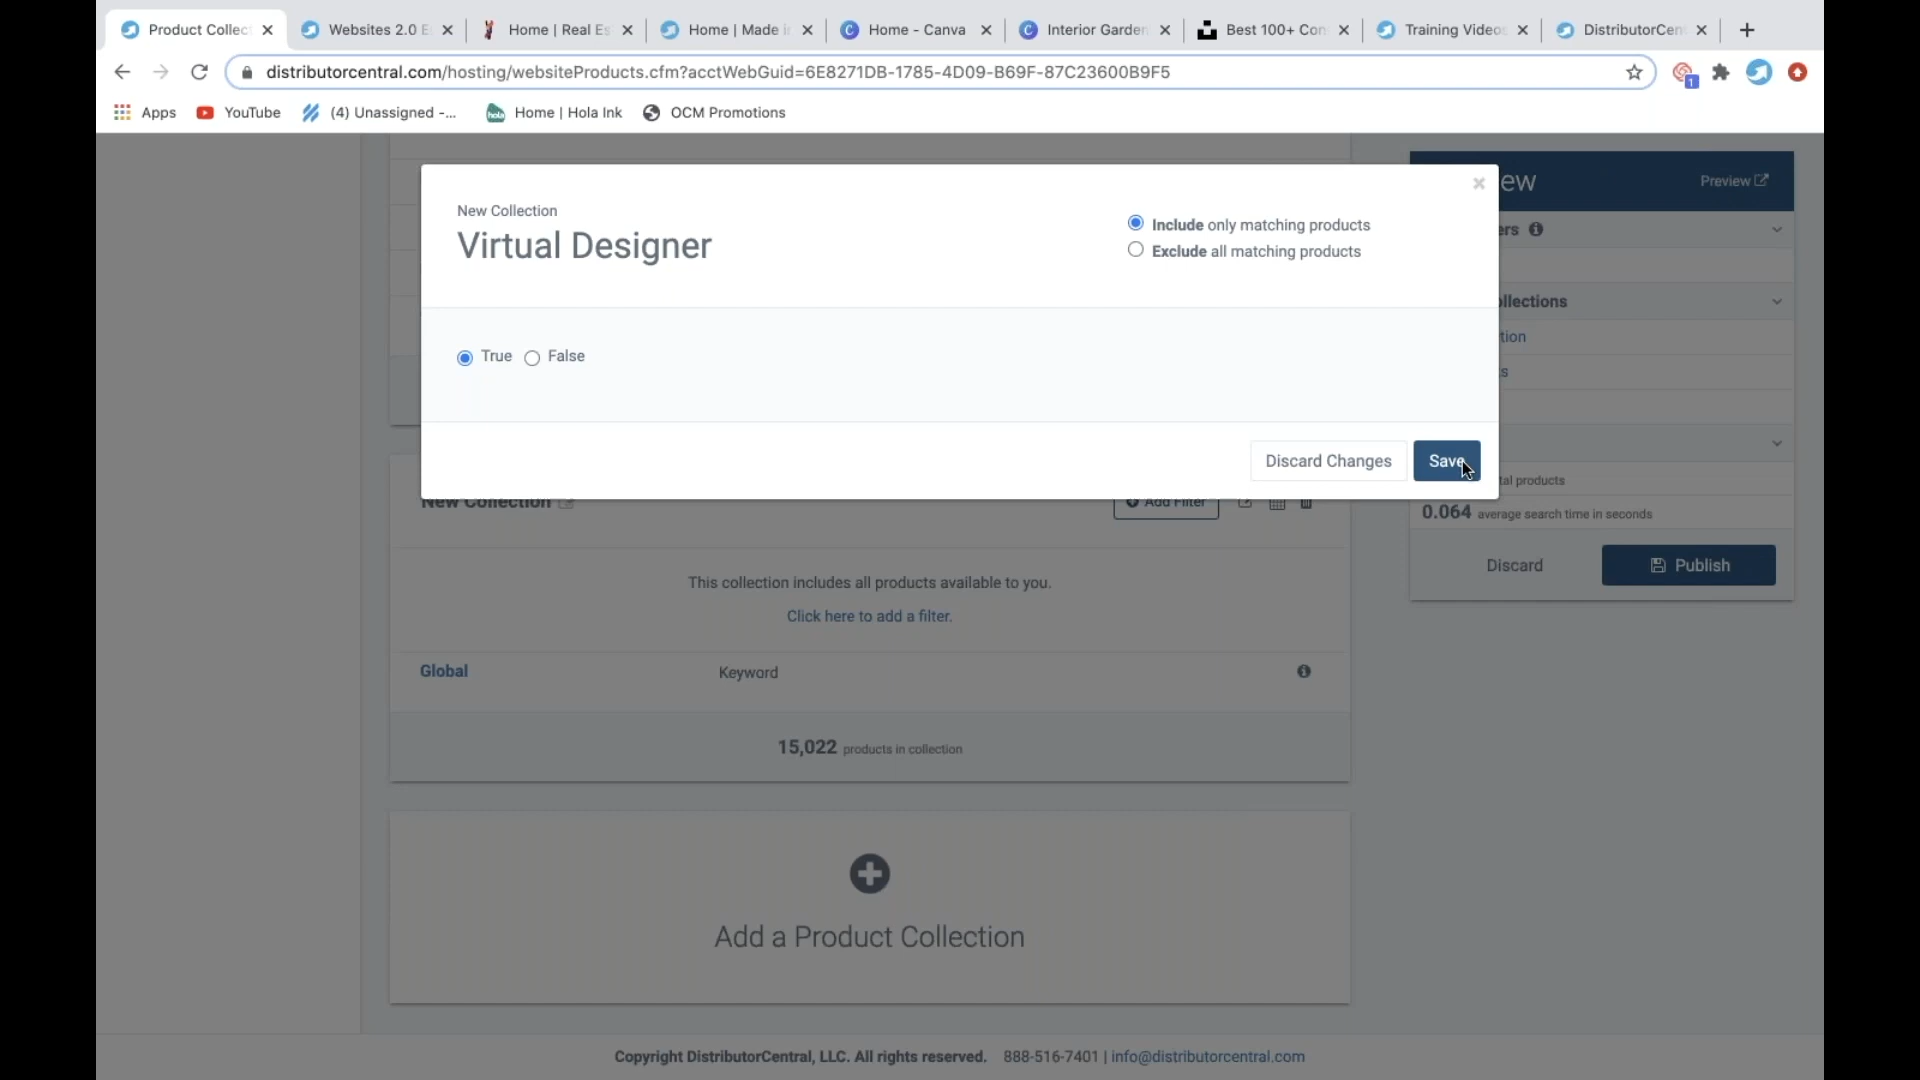 Product Collec
Websites 2.0 E
Home | Real Es
Home | Made i
Home - Canva
Interior Garden
Best 100+ Con
Training Videos
DistributorCen
distributorcentral.com/hosting/websiteProducts.cfm?acctWebGuid=6E8271DB-1785-4D09-B69F-87C23600B9F5
1
Apps
YouTube
(4) Unassigned -...
hola
Home | Hola Ink
OCM Promotions
ew
Preview
New Collection
Virtual Designer
Include only matching products
Exclude all matching products
ers
ollections
tion
s
True
False
Discard Changes
Save
tal products
0.064 average search time in seconds
Discard
Publish
New Collection
Add Filter
This collection includes all products available to you.
Click here to add a filter.
Global
Keyword
15,022 products in collection
Add a Product Collection
Copyright DistributorCentral, LLC. All rights reserved. 888-516-7401 | info@distributorcentral.com